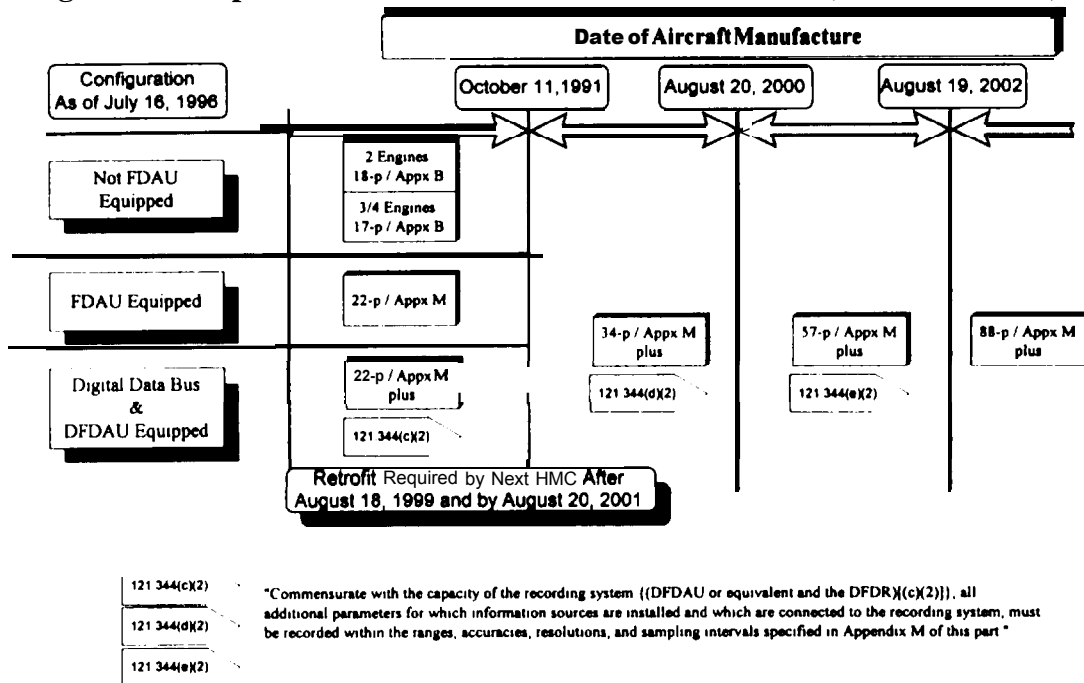 Date of Aircraft Manufacture
Configuration
As of July 16, 1996
October 11,1991
August 20, 2000
August 19, 2002
Not FDAU
Equipped
2 Engines
18-p / Appx B
3/4 Engines
17-p / Appx B
FDAU Equipped
22-p / Appx M
34-p / Appx M
plus
121 344(d)(2)
57-p / Appx M
plus
121 344(e)(2)
88-p / Appx M
plus
Digital Data Bus
&
DFDAU Equipped
22-p / Appx M
plus
121 344(c)(2)
Retrofit Required by Next HMC After
August 18, 1999 and by August 20, 2001
121 344(c)(2)
121 344(d)(2)
121 344(e)(2)
"Commensurate with the capacity of the recording system {(DFDAU or equivalent and the DFDR)[(c)(2)]}, all
additional parameters for which information sources are installed and which are connected to the recording system, must
be recorded within the ranges, accuracies, resolutions, and sampling intervals specified in Appendix M of this part "